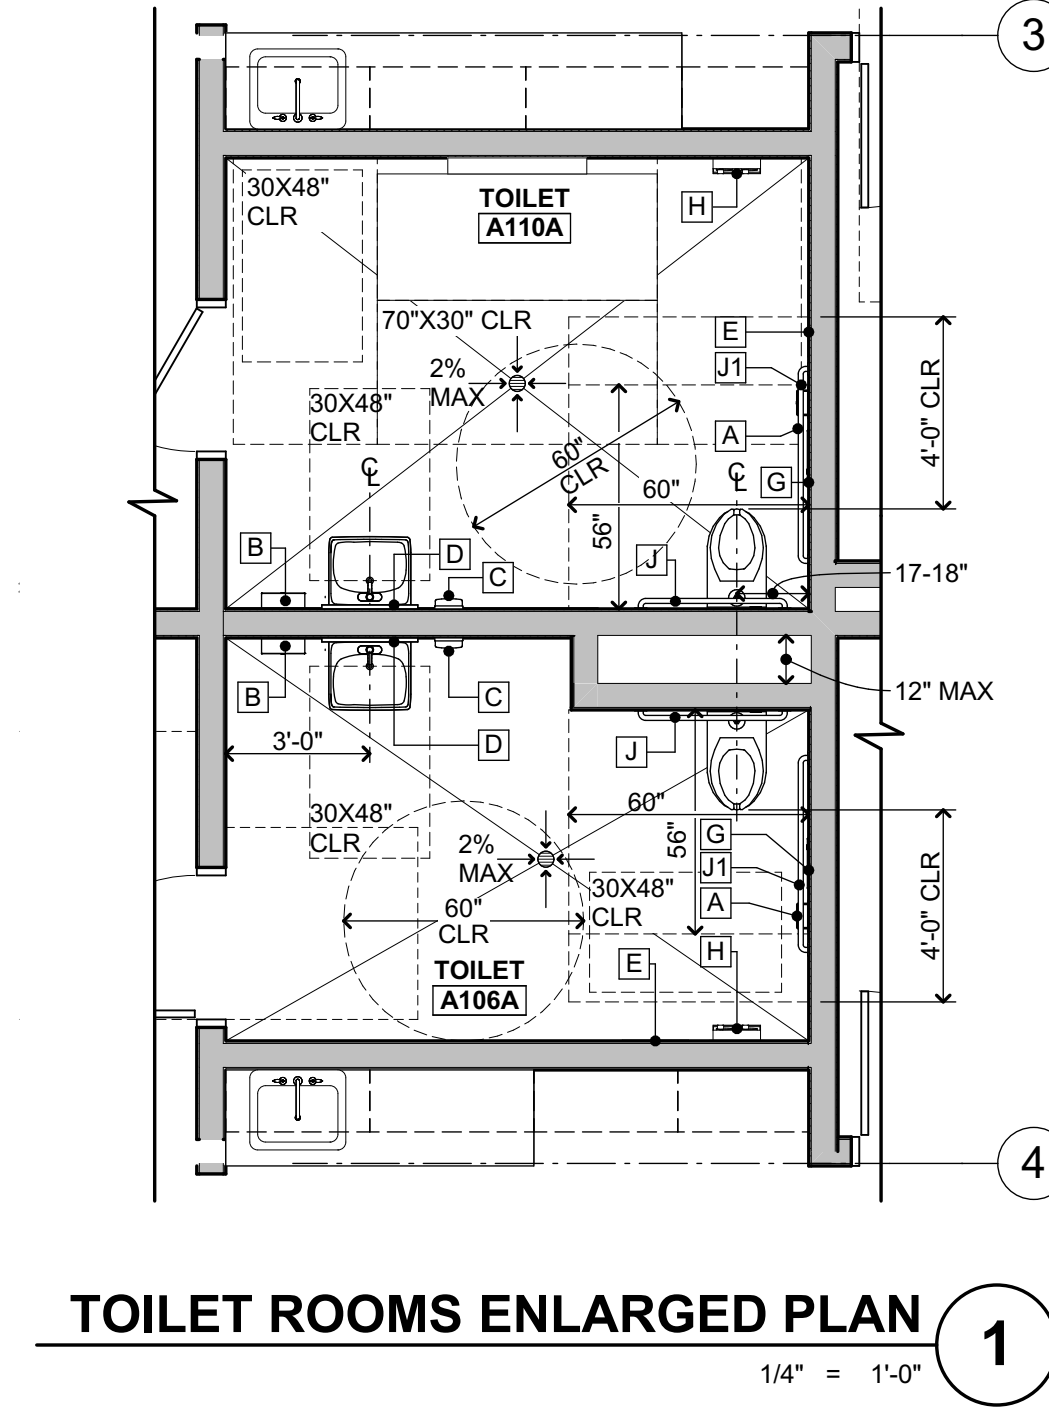 3
30X48"
CLR
TOILET
A110A
H
70"X30" CLR
E
2%
MAX
J1
30X48"
CLR
A
4'-0" CLR
60"
CLR
℄
60"
℄
G
56"
B
D
C
J
17-18"
B
C
12" MAX
3'-0"
D
J
60"
30X48"
CLR
2%
MAX
56"
G
J1
30X48"
CLR
A
4'-0" CLR
60"
CLR
TOILET
A106A
E
H
4
TOILET ROOMS ENLARGED PLAN
1
1/4" = 1'-0"